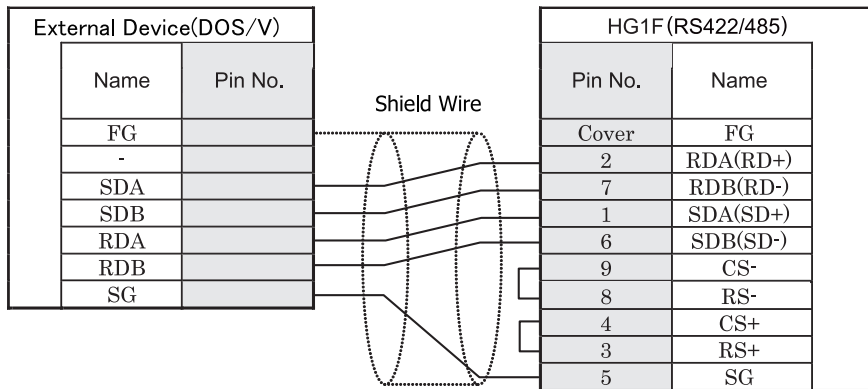 External Device(DOS/V)
Name Pin No.
FG
-
SDA
SDB
RDA
RDB
SG
Shield Wire
HG1F(RS422/485)
Pin No. Name
Cover FG
2 RDA(RD+)
7 RDB(RD-)
1 SDA(SD+)
6 SDB(SD-)
9 CS-
8 RS-
4 CS+
3 RS+
5 SG